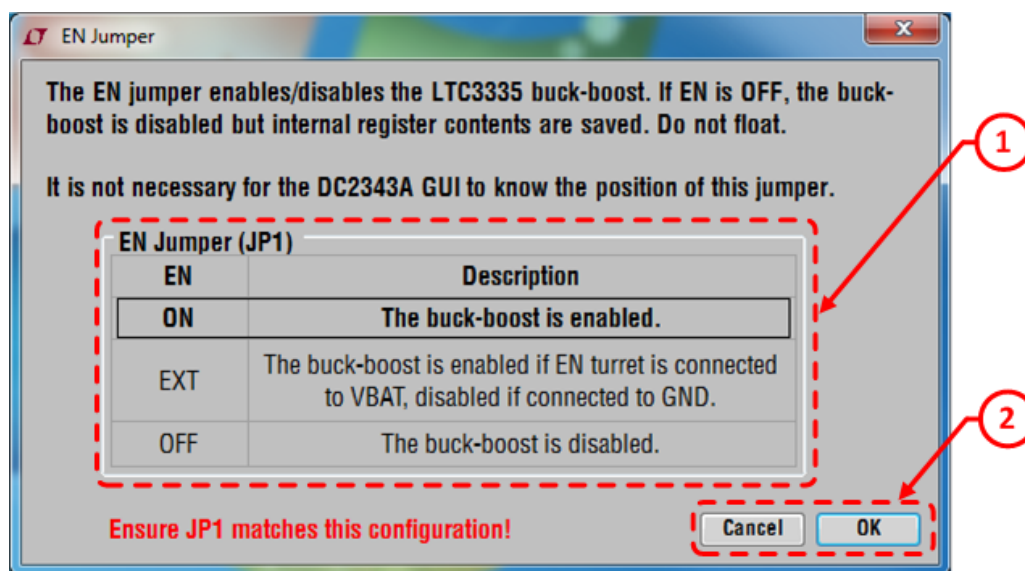 EN Jumper
The EN jumper enables/disables the LTC3335 buck-boost. If EN is OFF, the buck-
boost is disabled but internal register contents are saved. Do not float.
It is not necessary for the DC2343A GUI to know the position of this jumper.
1
EN Jumper (JP1)
EN Description
ON The buck-boost is enabled.
EXT The buck-boost is enabled if EN turret is connected
to VBAT, disabled if connected to GND.
OFF The buck-boost is disabled.
2
Ensure JP1 matches this configuration!
Cancel OK